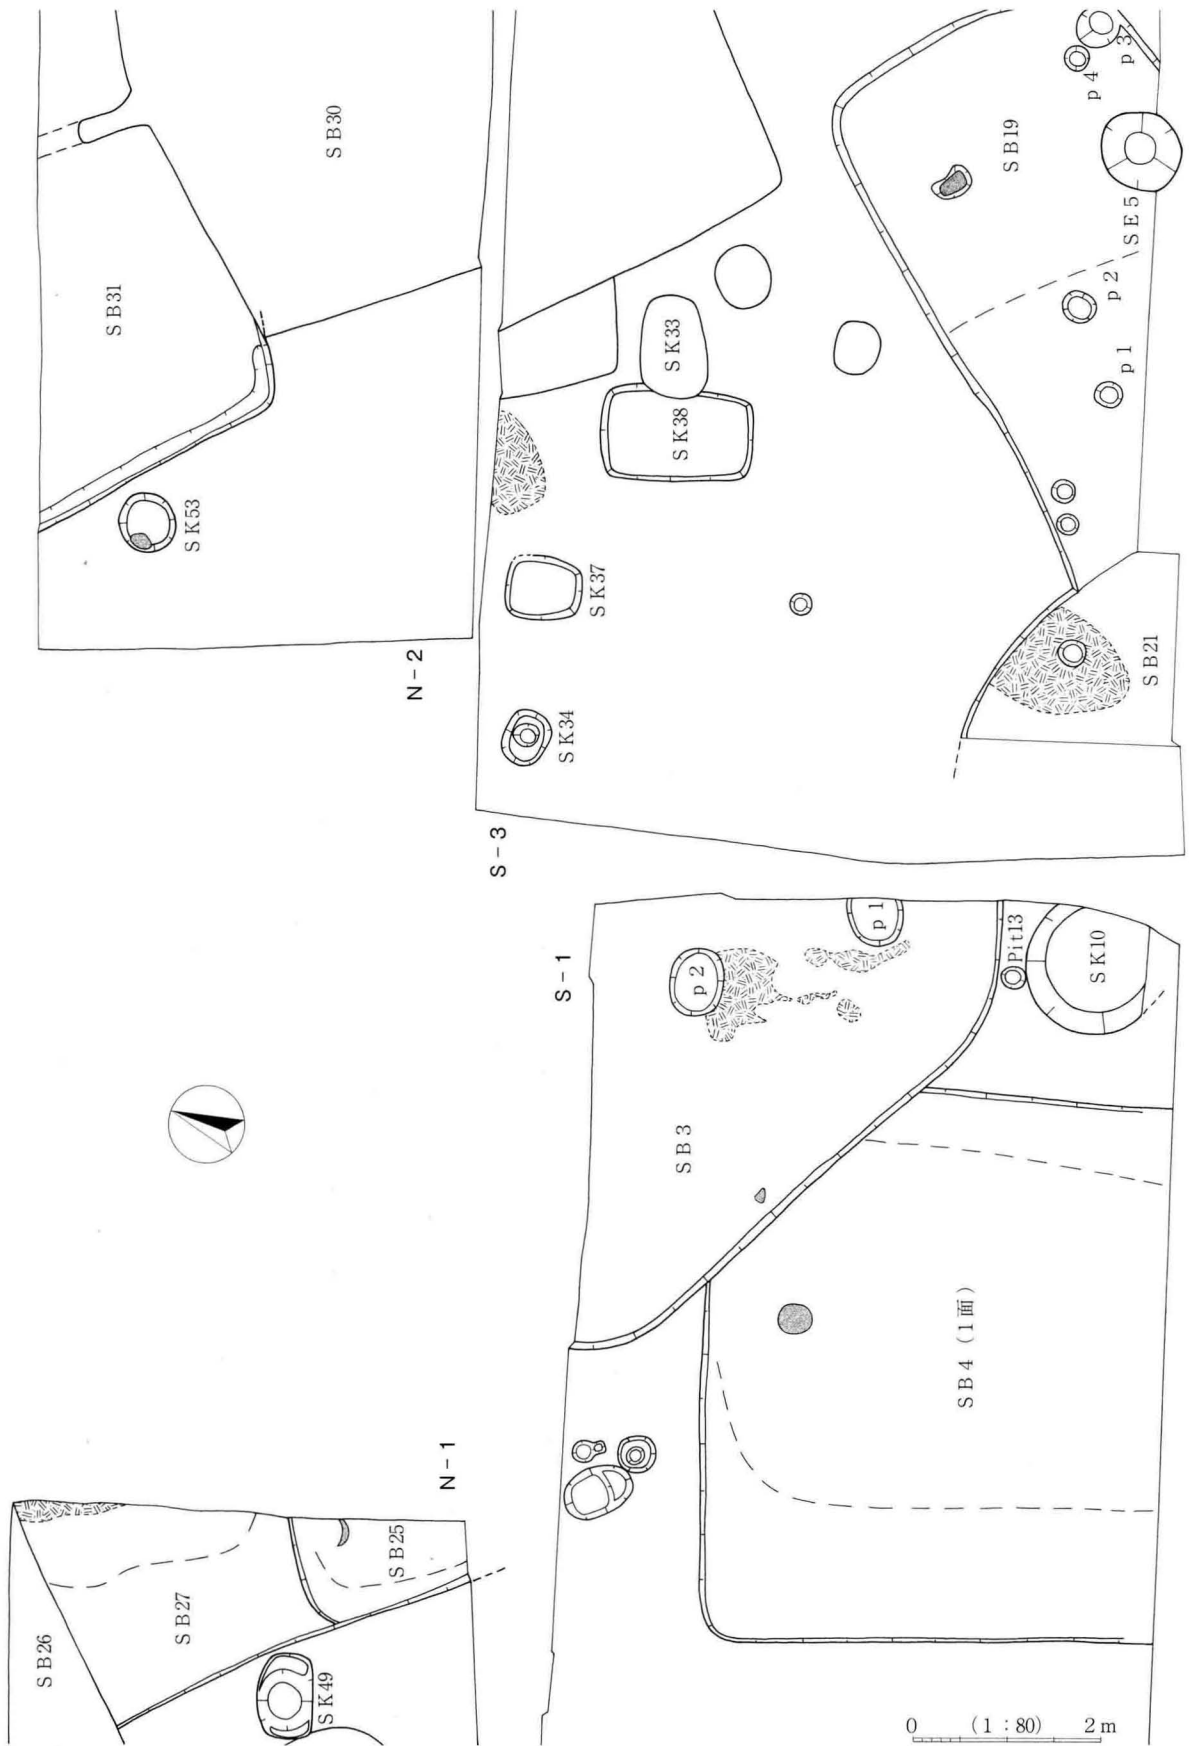 SB30
SB31
SK53
N-2
SB19
p3
p4
SE5
p2
p1
SK33
SK38
SK37
SK34
SB21
S-3
S-1
p1
p2
Pit13
SK10
SB3
SB4 (1面)
N-1
SB25
SB27
SB26
SK49
0 (1:80) 2m